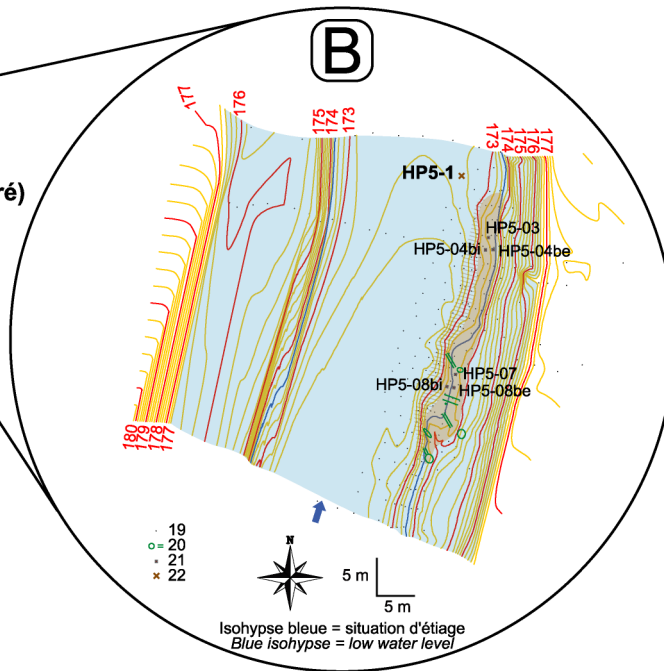 B
177
176
175 174 173
173 174 175 176 177
ré)
HP5-1
HP5-03
HP5-04bi HP5-04be
HP5-07
HP5-08bi HP5-08be
180 179 178 177
19
20
21
22
N
5 m
5 m
Isohypse bleue = situation d'étiage
Blue isohypse = low water level